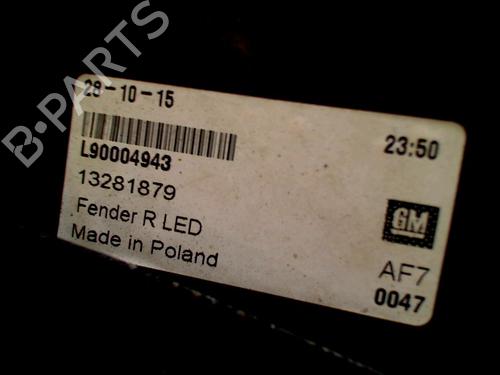 28-10-15
23:50
L90004943
13281879
Fender R LED
Made in Poland
GM
AF7
0047
B-PARTS